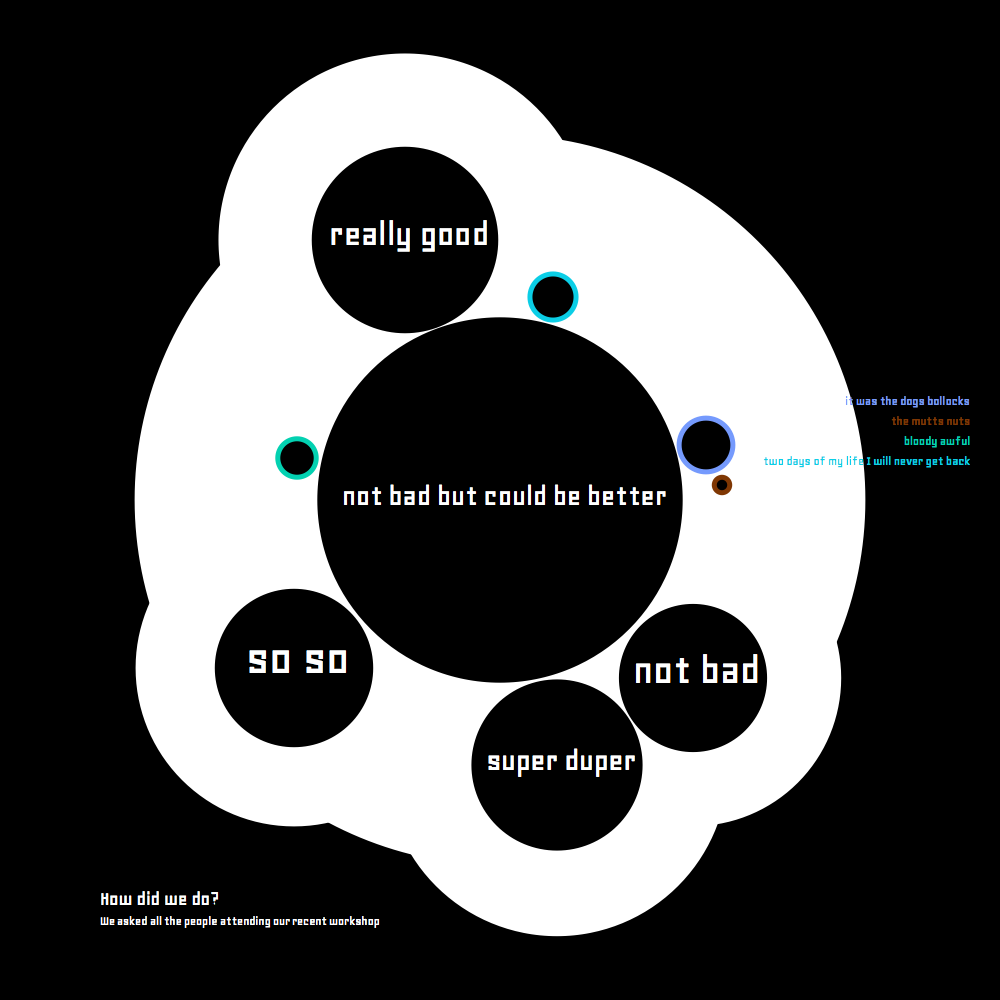 really good
it was the dogs bollocks
the mutts nuts
bloody awful
two days of my life I will never get back
not bad but could be better
so so
not bad
super duper
How did we do?
We asked all the people attending our recent workshop